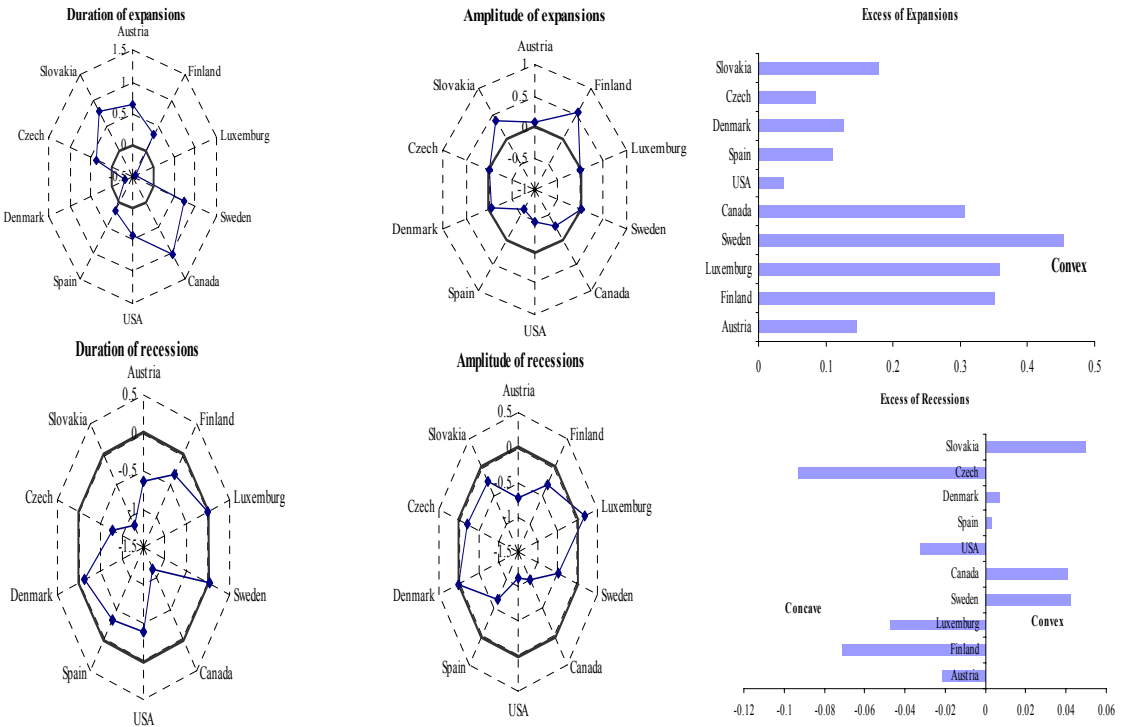 Duration of expansions
Austria
1.5
1
0.5
0
-0.5
Finland
Luxemburg
Sweden
Canada
USA
Spain
Denmark
Czech
Slovakia
Amplitude of expansions
Austria
1
0.5
0
-0.5
-1
Finland
Luxemburg
Sweden
Canada
USA
Spain
Denmark
Czech
Slovakia
Excess of Expansions
Slovakia
Czech
Denmark
Spain
USA
Canada
Sweden
Luxemburg
Finland
Austria
Convex
0 0.1 0.2 0.3 0.4 0.5
Duration of recessions
Austria
0.5
0
-0.5
-1
-1.5
Finland
Luxemburg
Sweden
Canada
USA
Spain
Denmark
Czech
Slovakia
Amplitude of recessions
Austria
0.5
0
-0.5
-1
-1.5
Finland
Luxemburg
Sweden
Canada
USA
Spain
Denmark
Czech
Slovakia
Excess of Recessions
Slovakia
Czech
Denmark
Spain
USA
Canada
Sweden
Luxemburg
Finland
Austria
Concave
Convex
-0.12 -0.1 -0.08 -0.06 -0.04 -0.02 0 0.02 0.04 0.06